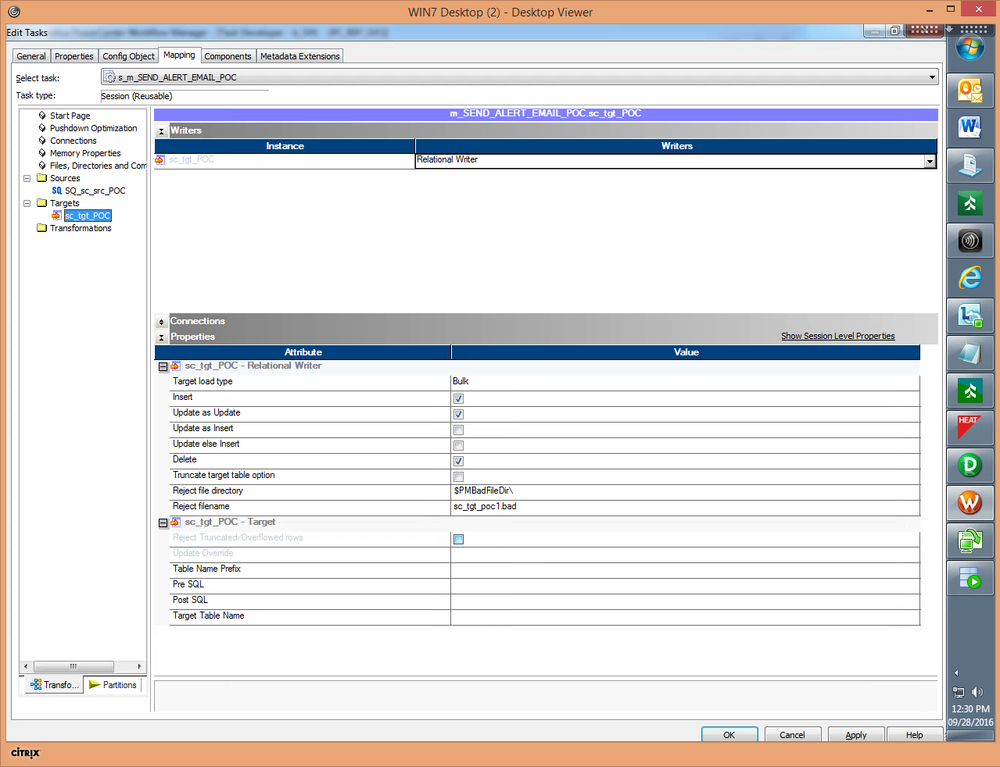 WIN7 Desktop (2) - Desktop Viewer
Edit Tasks
General Properties Config Object Mapping Components Metadata Extensions
Select task: s_m_SEND_ALERT_EMAIL_POC
Task type: Session (Reusable)
Start Page
Pushdown Optimization
Connections
Memory Properties
Files, Directories and Com
Sources
SQ SQ_sc_src_POC
Targets
sc_tgt_POC
Transformations
Transfo... Partitions
m_SEND_ALERT_EMAIL_POC.sc_tgt_POC
Writers
Instance Writers
sc_tgt_POC Relational Writer
Connections
Properties Show Session Level Properties
Attribute Value
sc_tgt_POC - Relational Writer
Target load type Bulk
Insert
Update as Update
Update as Insert
Update else Insert
Delete
Truncate target table option
Reject file directory $PMBadFileDir\
Reject filename sc_tgt_poc1.bad
sc_tgt_POC - Target
Reject Truncated/Overflowed rows
Update Override
Table Name Prefix
Pre SQL
Post SQL
Target Table Name
OK Cancel Apply Help
HEAT
12:30 PM
09/28/2016
CITRIX